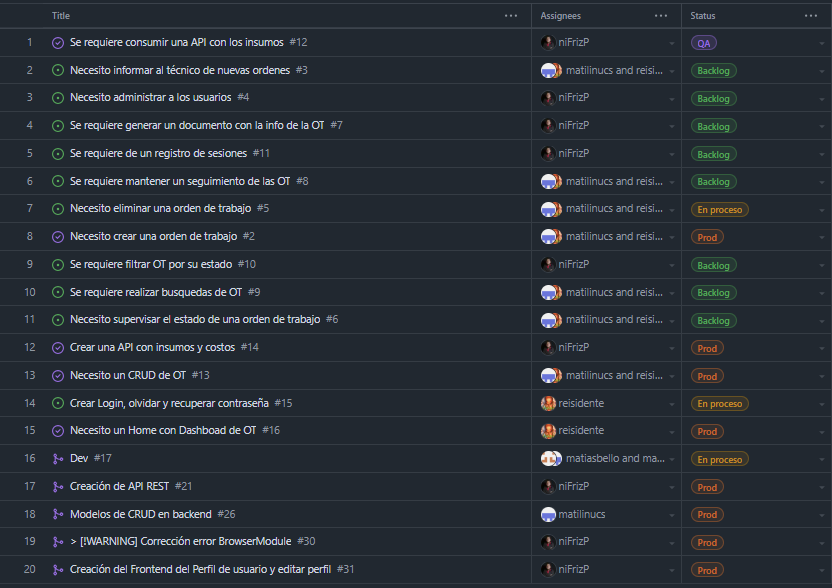 Title ... Assignees ... Status ...
1 Se requiere consumir una API con los insumos #12 niFrizP QA
2 Necesito informar al técnico de nuevas ordenes #3 matilinucs and reisi... Backlog
3 Necesito administrar a los usuarios #4 niFrizP Backlog
4 Se requiere generar un documento con la info de la OT #7 niFrizP Backlog
5 Se requiere de un registro de sesiones #11 niFrizP Backlog
6 Se requiere mantener un seguimiento de las OT #8 matilinucs and reisi... Backlog
7 Necesito eliminar una orden de trabajo #5 matilinucs and reisi... En proceso
8 Necesito crear una orden de trabajo #2 matilinucs and reisi... Prod
9 Se requiere filtrar OT por su estado #10 niFrizP Backlog
10 Se requiere realizar busquedas de OT #9 matilinucs and reisi... Backlog
11 Necesito supervisar el estado de una orden de trabajo #6 matilinucs and reisi... Backlog
12 Crear una API con insumos y costos #14 niFrizP Prod
13 Necesito un CRUD de OT #13 matilinucs and reisi... Prod
14 Crear Login, olvidar y recuperar contraseña #15 reisidente En proceso
15 Necesito un Home con Dashboad de OT #16 reisidente Prod
16 Dev #17 matiasbello and ma... En proceso
17 Creación de API REST #21 niFrizP Prod
18 Modelos de CRUD en backend #26 matilinucs Prod
19 > [!WARNING] Corrección error BrowserModule #30 niFrizP Prod
20 Creación del Frontend del Perfil de usuario y editar perfil #31 niFrizP Prod